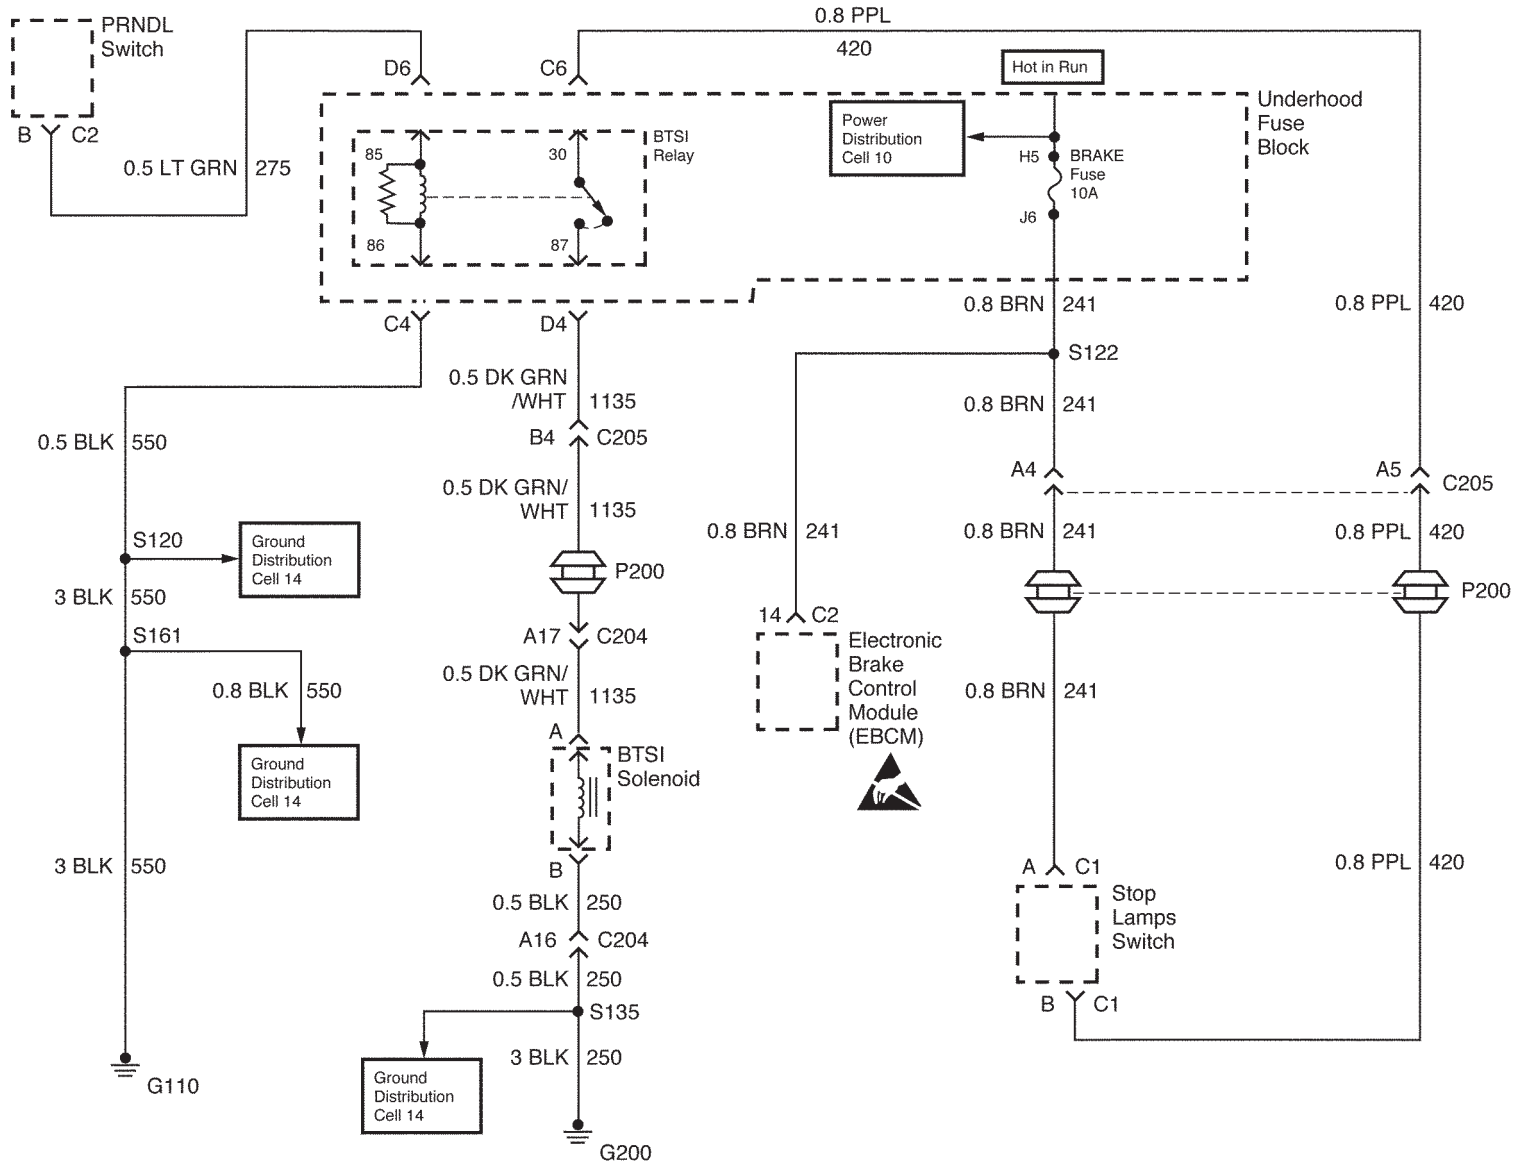 PRNDL
Switch
B
C2
0.5 LT GRN
275
D6
C6
0.8 PPL
420
Hot in Run
Underhood
Fuse
Block
Power
Distribution
Cell 10
H5
BRAKE
Fuse
10A
J6
85
30
BTSI
Relay
86
87
C4
D4
0.8 BRN
241
0.8 PPL
420
S122
0.5 DK GRN
/WHT
1135
0.8 BRN
241
0.5 BLK
550
B4
C205
A4
A5
C205
0.5 DK GRN/
WHT
1135
0.8 BRN
241
0.8 BRN
241
0.8 PPL
420
S120
Ground
Distribution
Cell 14
P200
P200
3 BLK
550
14
C2
S161
A17
C204
Electronic
Brake
Control
Module
(EBCM)
0.8 BLK
550
0.5 DK GRN/
WHT
1135
0.8 BRN
241
A
BTSI
Solenoid
Ground
Distribution
Cell 14
3 BLK
550
B
A
C1
0.8 PPL
420
0.5 BLK
250
Stop
Lamps
Switch
A16
C204
0.5 BLK
250
B
C1
S135
3 BLK
250
Ground
Distribution
Cell 14
G110
G200